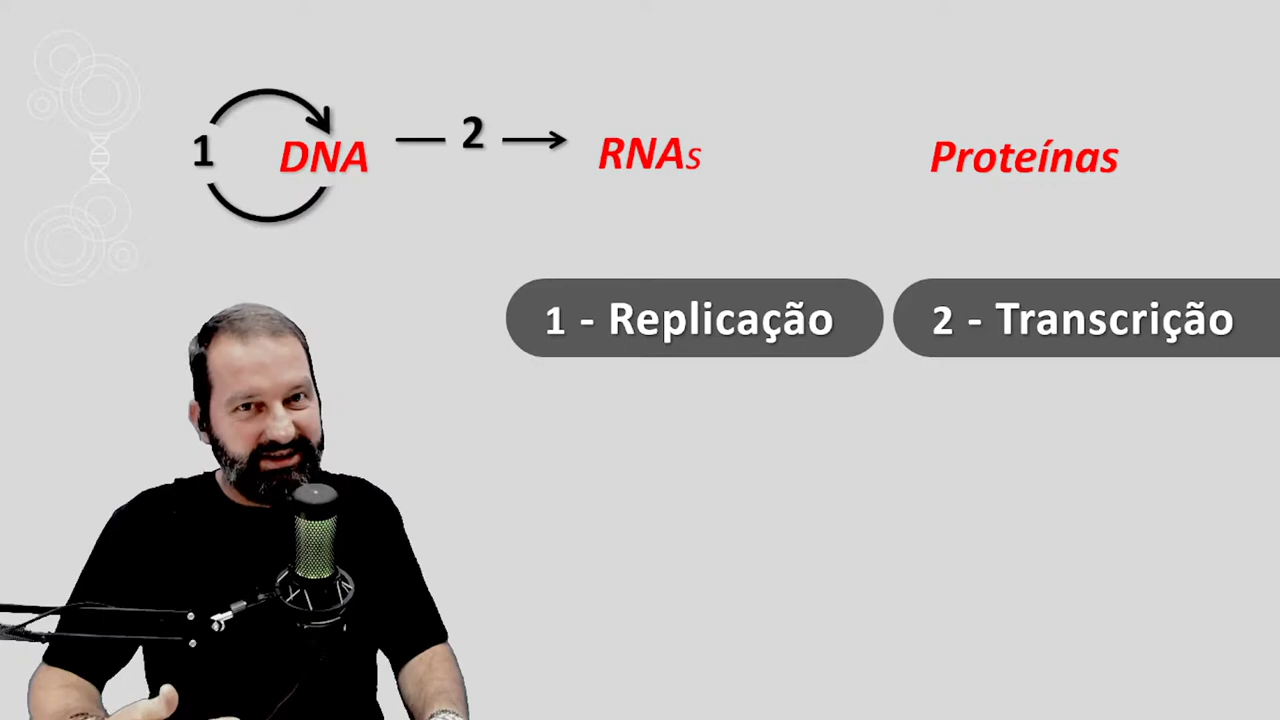 1 DNA 2 RNAs Proteínas
1 - Replicação 2 - Transcrição